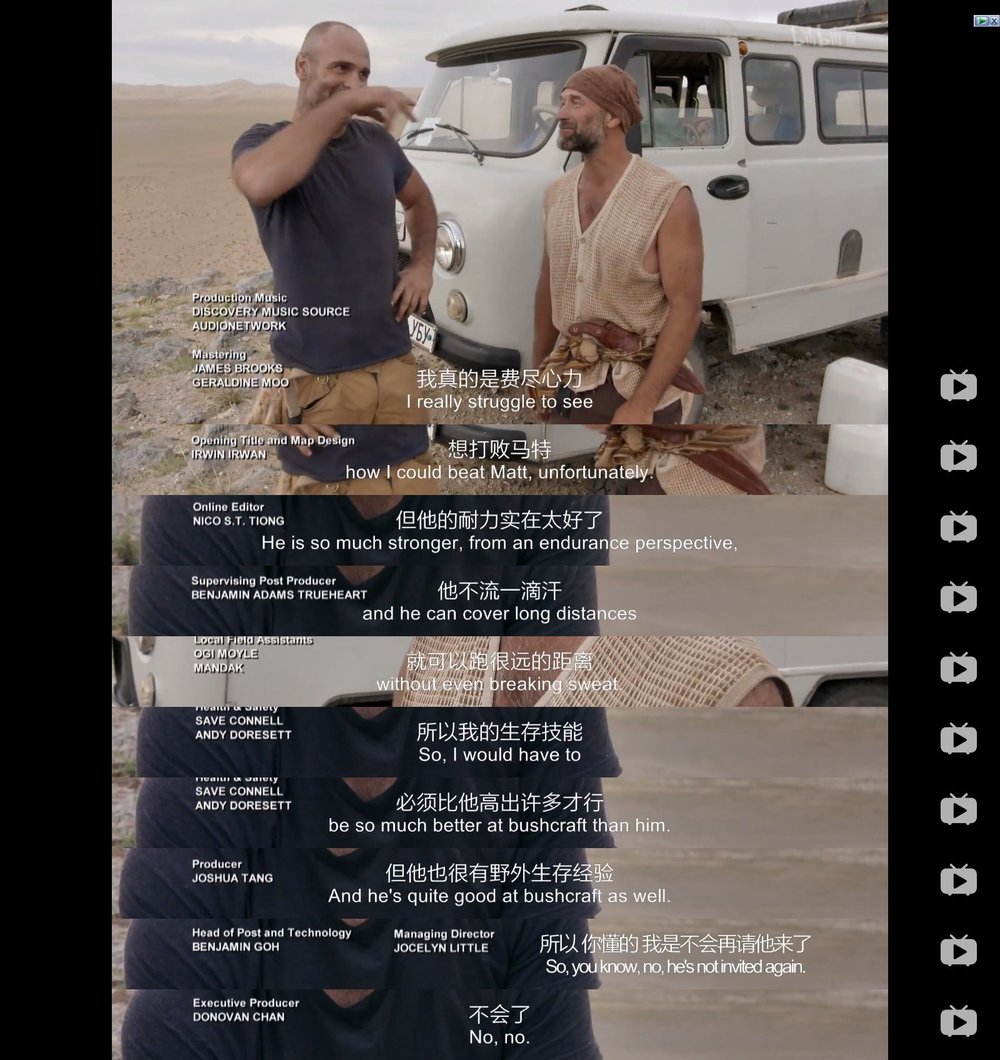 Production Music
DISCOVERY MUSIC SOURCE
AUDIONETWORK
Mastering
JAMES BROOKS
GERALDINE MOO
我真的是费尽心力
I really struggle to see
Opening Title and Map Design
IRWIN IRWAN
想打败马特
how I could beat Matt, unfortunately.
Online Editor
NICO S.T. TIONG
但他的耐力实在太好了
He is so much stronger, from an endurance perspective,
Supervising Post Producer
BENJAMIN ADAMS TRUEHEART
他不流一滴汗
and he can cover long distances
Local Field Assistants
OGI MOYLE
MANDAK
就可以跑很远的距离
without even breaking sweat.
Health & Safety
SAVE CONNELL
ANDY DORESETT
所以我的生存技能
So, I would have to
Health & Safety
SAVE CONNELL
ANDY DORESETT
必须比他高出许多才行
be so much better at bushcraft than him.
Producer
JOSHUA TANG
但他也很有野外生存经验
And he's quite good at bushcraft as well.
Head of Post and Technology
BENJAMIN GOH
Managing Director
JOCELYN LITTLE
所以 你懂的 我是不会再请他来了
So, you know, no, he's not invited again.
Executive Producer
DONOVAN CHAN
不会了
No, no.